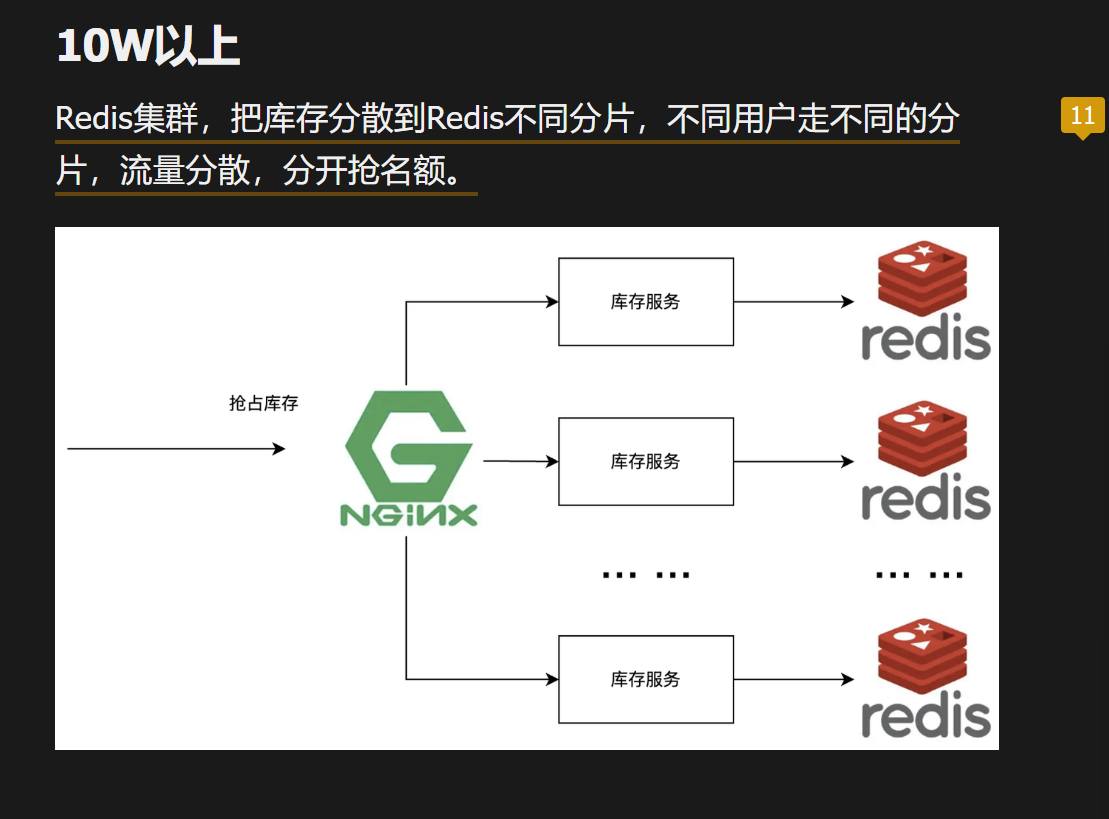 10W以上
Redis集群，把库存分散到Redis不同分片，不同用户走不同的分
片，流量分散，分开抢名额。
11
库存服务
redis
抢占库存
NGiNX
库存服务
redis
... ...
... ...
库存服务
redis